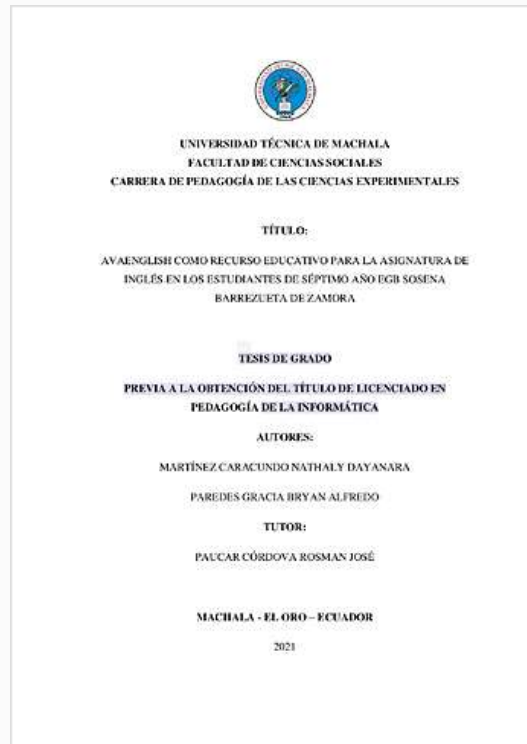 UNIVERSIDAD TÉCNICA DE MACHALA
FACULTAD DE CIENCIAS SOCIALES
CARRERA DE PEDAGOGÍA DE LAS CIENCIAS EXPERIMENTALES
TÍTULO:
AVAENGLISH COMO RECURSO EDUCATIVO PARA LA ASIGNATURA DE
INGLÉS EN LOS ESTUDIANTES DE SÉPTIMO AÑO EGB SOSENA
BARREZUETA DE ZAMORA
TESIS DE GRADO
PREVIA A LA OBTENCIÓN DEL TÍTULO DE LICENCIADO EN
PEDAGOGÍA DE LA INFORMÁTICA
AUTORES:
MARTÍNEZ CARACUNDO NATHALY DAYANARA
PAREDES GRACIA BRYAN ALFREDO
TUTOR:
PAUCAR CÓRDOVA ROSMAN JOSÉ
MACHALA - EL ORO – ECUADOR
2021